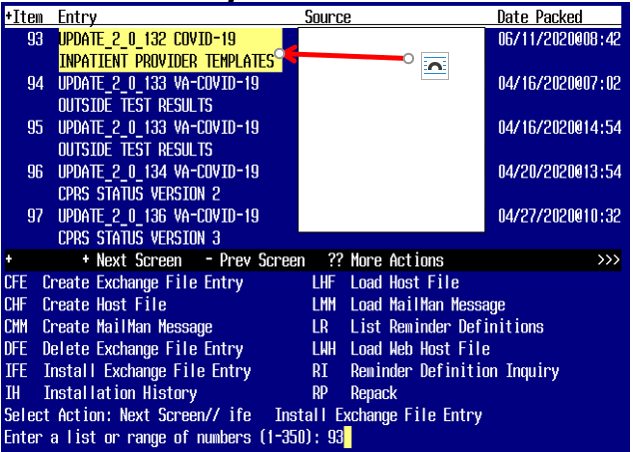 +Item Entry Source Date Packed
93 UPDATE_2_0_132 COVID-19 06/11/2020@08:42
INPATIENT PROVIDER TEMPLATES
94 UPDATE_2_0_133 VA-COVID-19 04/16/2020@07:02
OUTSIDE TEST RESULTS
95 UPDATE_2_0_133 VA-COVID-19 04/16/2020@14:54
OUTSIDE TEST RESULTS
96 UPDATE_2_0_134 VA-COVID-19 04/20/2020@13:54
CPRS STATUS VERSION 2
97 UPDATE_2_0_136 VA-COVID-19 04/27/2020@10:32
CPRS STATUS VERSION 3
+ + Next Screen - Prev Screen ?? More Actions >>>
CFE Create Exchange File Entry LHF Load Host File
CHF Create Host File LMM Load MailMan Message
CMM Create MailMan Message LR List Reminder Definitions
DFE Delete Exchange File Entry LWH Load Web Host File
IFE Install Exchange File Entry RI Reminder Definition Inquiry
IH Installation History RP Repack
Select Action: Next Screen// ife Install Exchange File Entry
Enter a list or range of numbers (1-350): 93